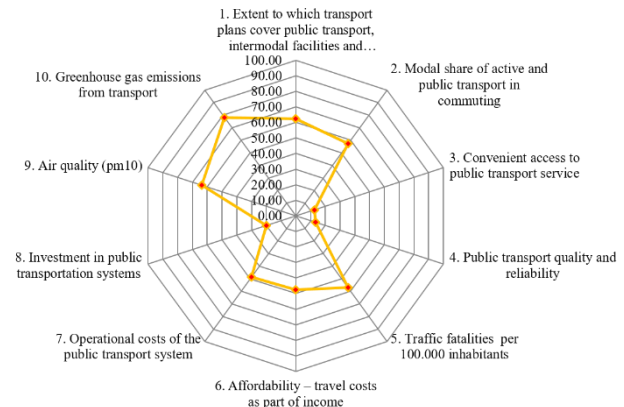 1. Extent to which transport
plans cover public transport,
intermodal facilities and…
100.00
90.00
80.00
70.00
60.00
50.00
40.00
30.00
20.00
10.00
0.00
2. Modal share of active and
public transport in
commuting
3. Convenient access to
public transport service
4. Public transport quality and
reliability
5. Traffic fatalities per
100.000 inhabitants
6. Affordability – travel costs
as part of income
7. Operational costs of the
public transport system
8. Investment in public
transportation systems
9. Air quality (pm10)
10. Greenhouse gas emissions
from transport